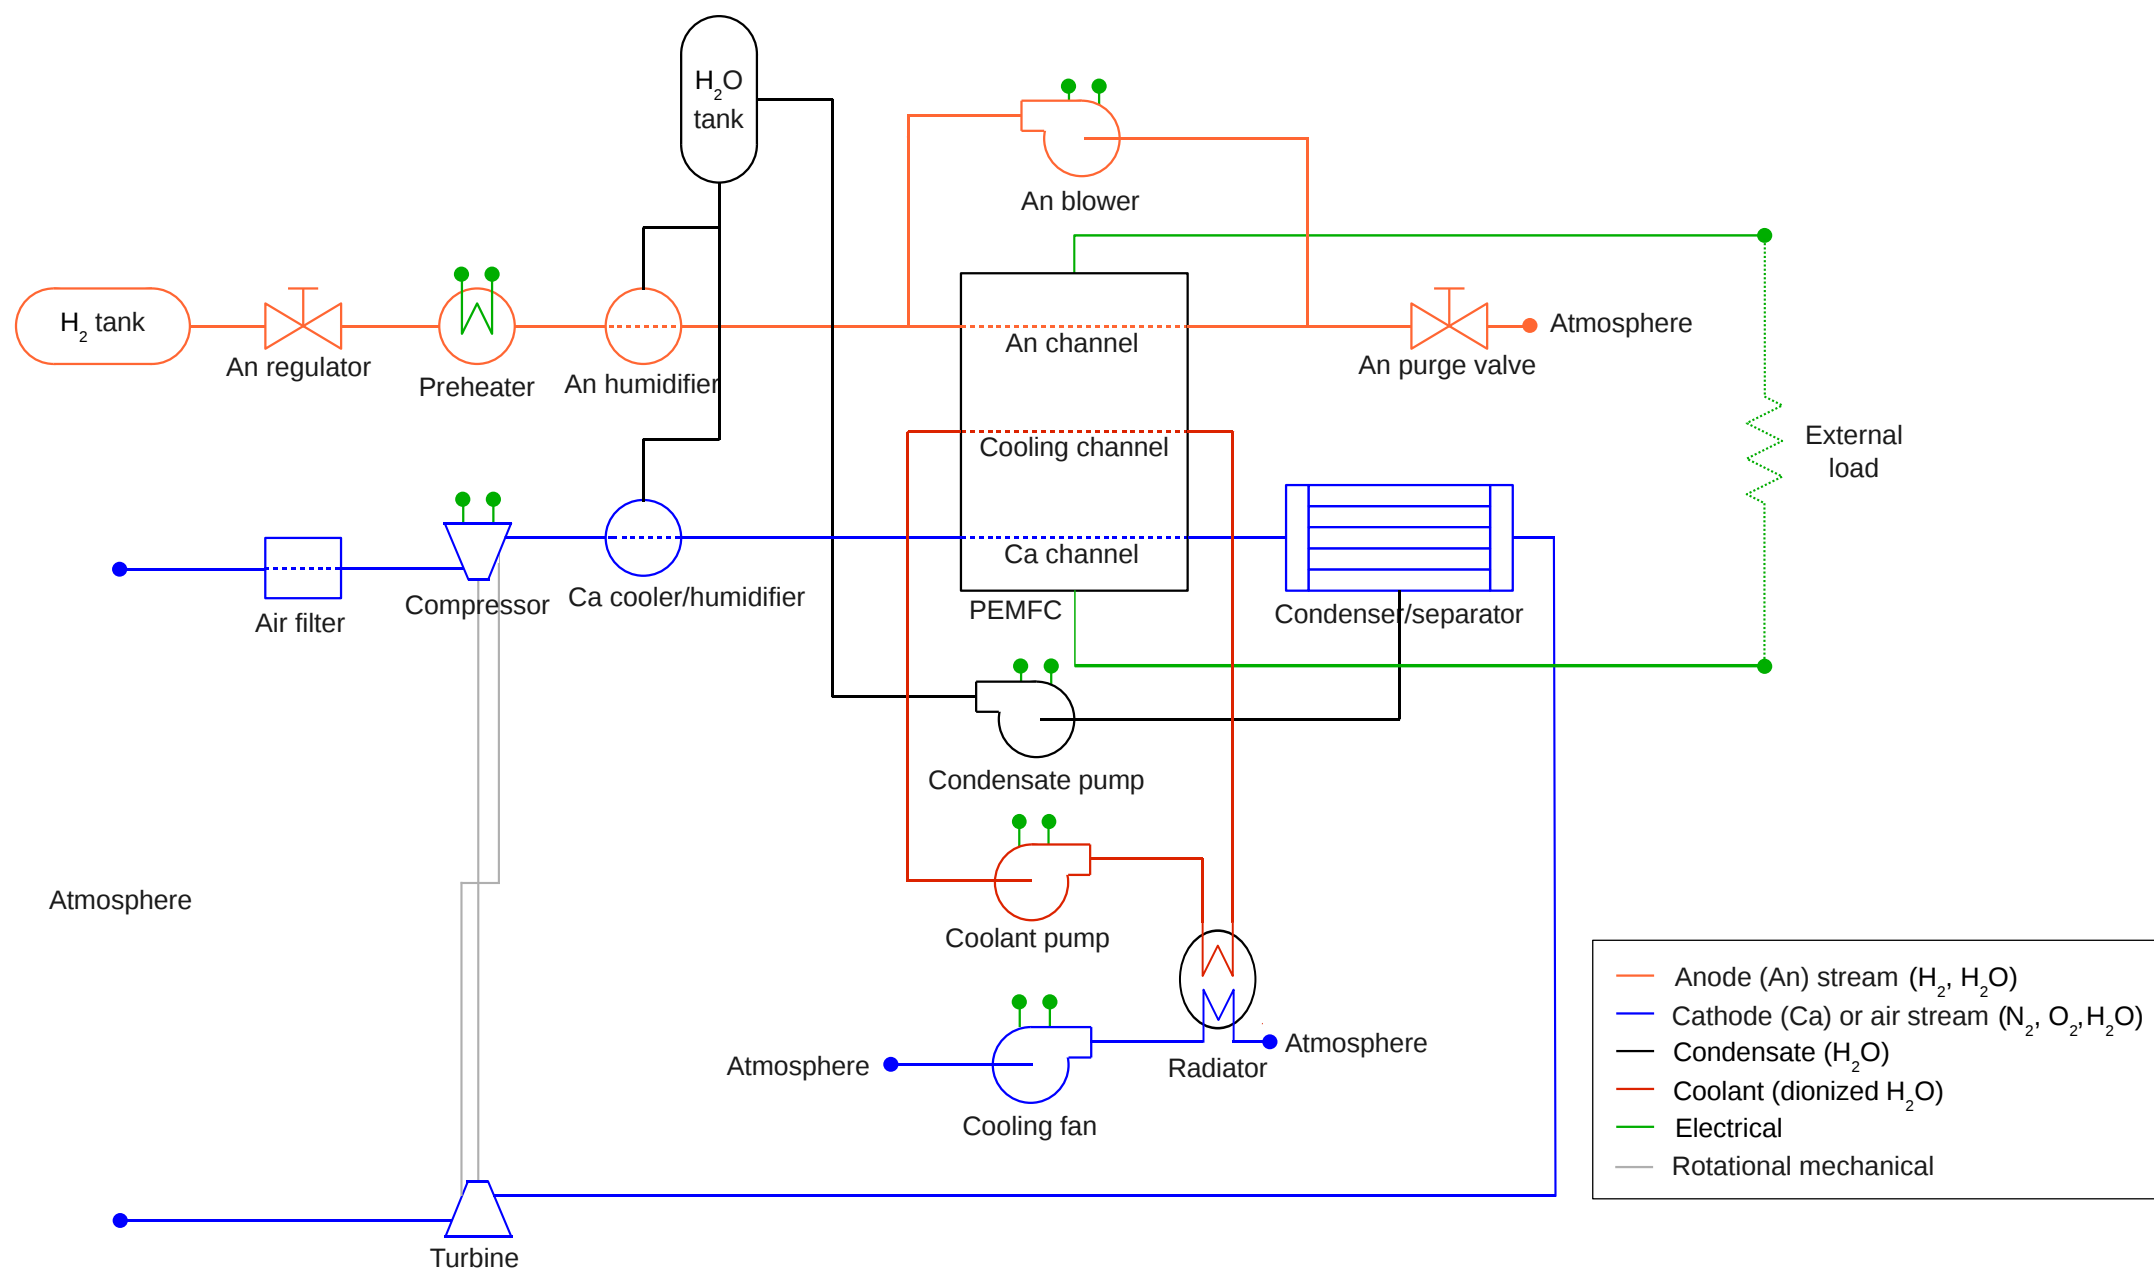 H2O
tank
An blower
H2 tank
An regulator
Preheater
An humidifier
An channel
Atmosphere
An purge valve
Cooling channel
External
load
Ca channel
Air filter
Compressor
Ca cooler/humidifier
PEMFC
Condenser/separator
Condensate pump
Atmosphere
Coolant pump
Atmosphere
Radiator
Atmosphere
Cooling fan
Turbine
Anode (An) stream (H2, H2O)
Cathode (Ca) or air stream (N2, O2,H2O)
Condensate (H2O)
Coolant (dionized H2O)
Electrical
Rotational mechanical